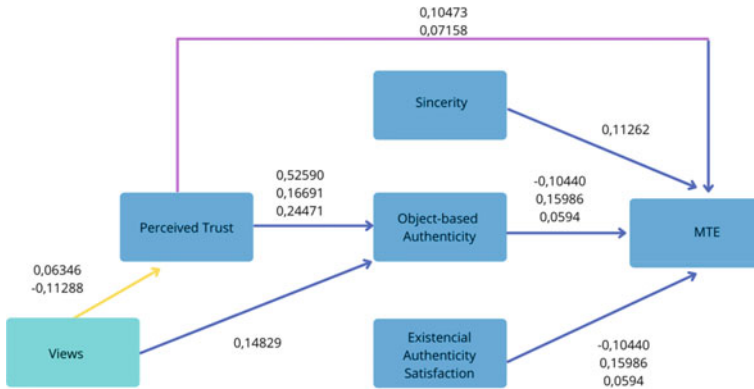 0,10473
0,07158
Sincerity
0,11262
0,52590
0,16691
0,24471
-0,10440
0,15986
0,0594
Perceived Trust
Object-based
Authenticity
MTE
0,06346
-0,11288
Views
0,14829
Existencial
Authenticity
Satisfaction
-0,10440
0,15986
0,0594